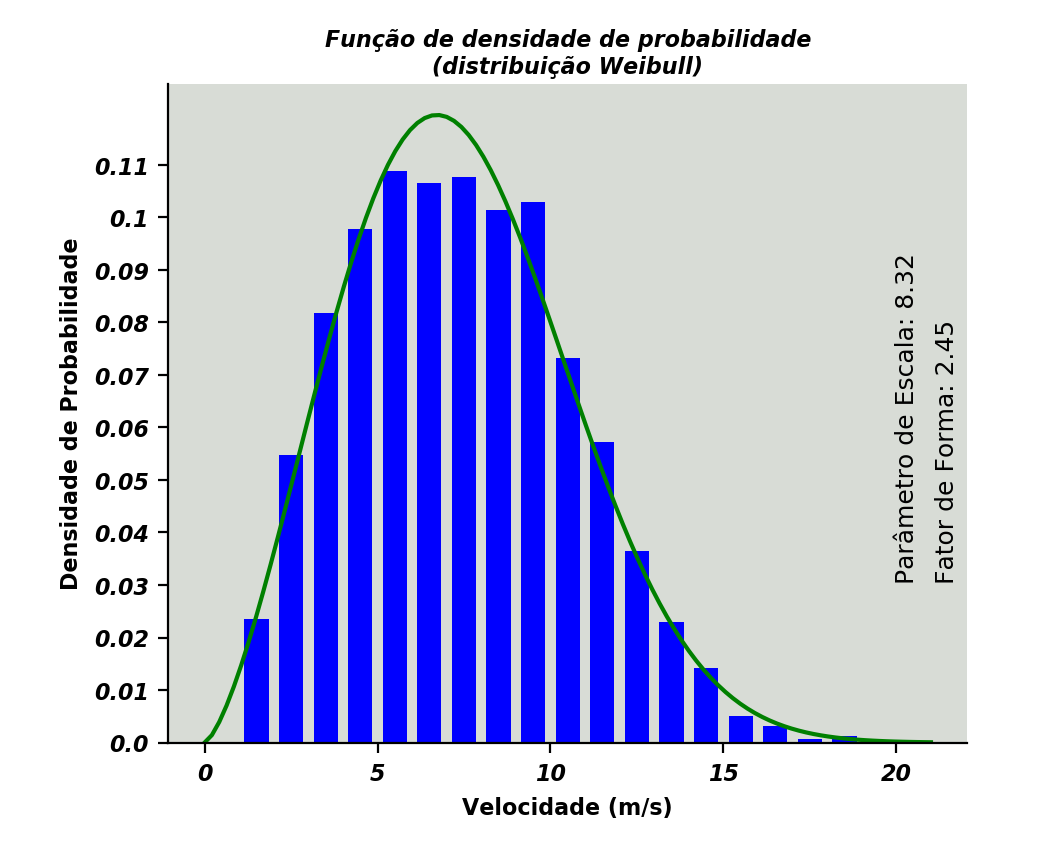 Função de densidade de probabilidade
(distribuição Weibull)
Densidade de Probabilidade
0.11
0.1
0.09
0.08
0.07
0.06
0.05
0.04
0.03
0.02
0.01
0.0
0
5
10
15
20
Velocidade (m/s)
Parâmetro de Escala: 8.32
Fator de Forma: 2.45